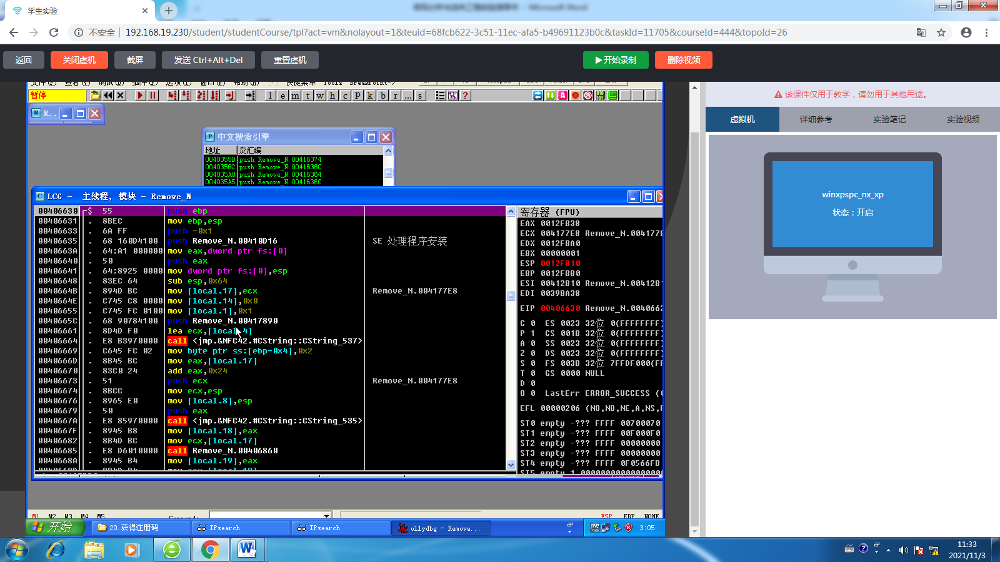 学生实验
不安全 192.168.19.230/student/studentCourse/tpl?act=vm&nolayout=1&teuid=68fcb622-3c51-11ec-afa5-b49691123b0c&taskId=11705&courseId=444&topoId=26
返回 关闭虚机 截屏 发送 Ctrl+Alt+Del 重置虚机 开始录制 删除视频
暂停 l e m t w h c p k b r ... s ?
该课件仅用于教学，请勿用于其他用途。
虚拟机 详细参考 实验笔记 实验视频
winxpspc_nx_xp
状态：开启
R..
中文搜索引擎
地址 反汇编
0040355D push Remove_N.00416374
00403562 push Remove_N.0041636C
004035A0 push Remove_N.00416364
004035A5 push Remove_N.0041636C
LCG - 主线程, 模块 - Remove_N
00406630 $ 55 push ebp
00406631 . 8BEC mov ebp,esp
00406633 . 6A FF push -0x1
00406635 . 68 160D4100 push Remove_N.00410D16 SE 处理程序安装
0040663A . 64:A1 0000000 mov eax,dword ptr fs:[0]
00406640 . 50 push eax
00406641 . 64:8925 0000 mov dword ptr fs:[0],esp
00406648 . 83EC 64 sub esp,0x64
0040664B . 894D BC mov [local.17],ecx Remove_N.004177E8
0040664E . C745 C8 0000 mov [local.14],0x0
00406655 . C745 FC 0100 mov [local.1],0x1
0040665C . 68 90784100 push Remove_N.00417890
00406661 . 8D4D F0 lea ecx,[local.4]
00406664 . E8 B3970000 call <jmp.&MFC42.#CString::CString_537>
00406669 . C645 FC 02 mov byte ptr ss:[ebp-0x4],0x2
0040666D . 8B45 BC mov eax,[local.17]
00406670 . 83C0 24 add eax,0x24
00406673 . 51 push ecx Remove_N.004177E8
00406674 . 8BCC mov ecx,esp
00406676 . 8965 E0 mov [local.8],esp
00406679 . 50 push eax
0040667A . E8 85970000 call <jmp.&MFC42.#CString::CString_535>
0040667F . 8945 B8 mov [local.18],eax
00406682 . 8B4D BC mov ecx,[local.17]
00406685 . E8 D6010000 call Remove_N.00406860
0040668A . 8945 B4 mov [local.19],eax
寄存器 (FPU)
EAX 0012FB38
ECX 004177E8 Remove_N.004177E
EDX 0012FBA0
EBX 00000001
ESP 0012FB10
EBP 0012FBB0
ESI 00412B10 Remove_N.00412B1
EDI 0039BA38
EIP 00406630 Remove_N.0040663
C 0 ES 0023 32位 0(FFFFFFFF)
P 1 CS 001B 32位 0(FFFFFFFF)
A 0 SS 0023 32位 0(FFFFFFFF)
Z 0 DS 0023 32位 0(FFFFFFFF)
S 0 FS 003B 32位 7FFDF000(FF
T 0 GS 0000 NULL
D 0
O 0 LastErr ERROR_SUCCESS (
EFL 00000206 (NO,NB,NE,A,NS,
ST0 empty -??? FFFF 00700070
ST1 empty -??? FFFF 00F000F0
ST2 empty -??? FFFF 00000000
ST3 empty -??? FFFF 00000000
ST4 empty -??? FFFF 0F0566FB
M1 M2 M3 M4 M5 ESP EBP NONE
开始 20. 获得注册码 IPsearch IPsearch ollydbg - Remove... 3:05
11:33
2021/11/3